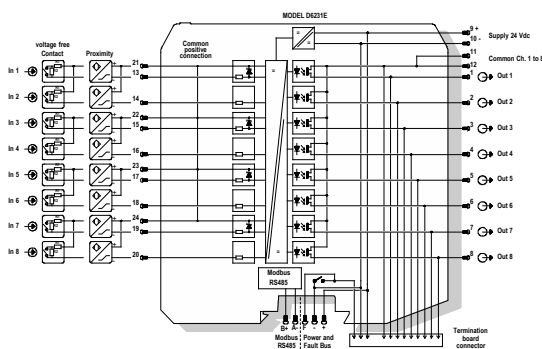 MODEL D6231E
9 +
10 -
Supply 24 Vdc
11
12
Common Ch. 1 to 8
voltage free
Contact
Proximity
Common
positive
connection
In 1
21
13
1
Out 1
In 2
14
2
Out 2
In 3
22
15
3
Out 3
In 4
16
4
Out 4
In 5
23
17
5
Out 5
In 6
18
6
Out 6
In 7
24
19
7
Out 7
In 8
20
8
Out 8
Modbus
RS485
B+ A- F - +
Modbus
RS485
Power and
Fault Bus
Termination
board
connector